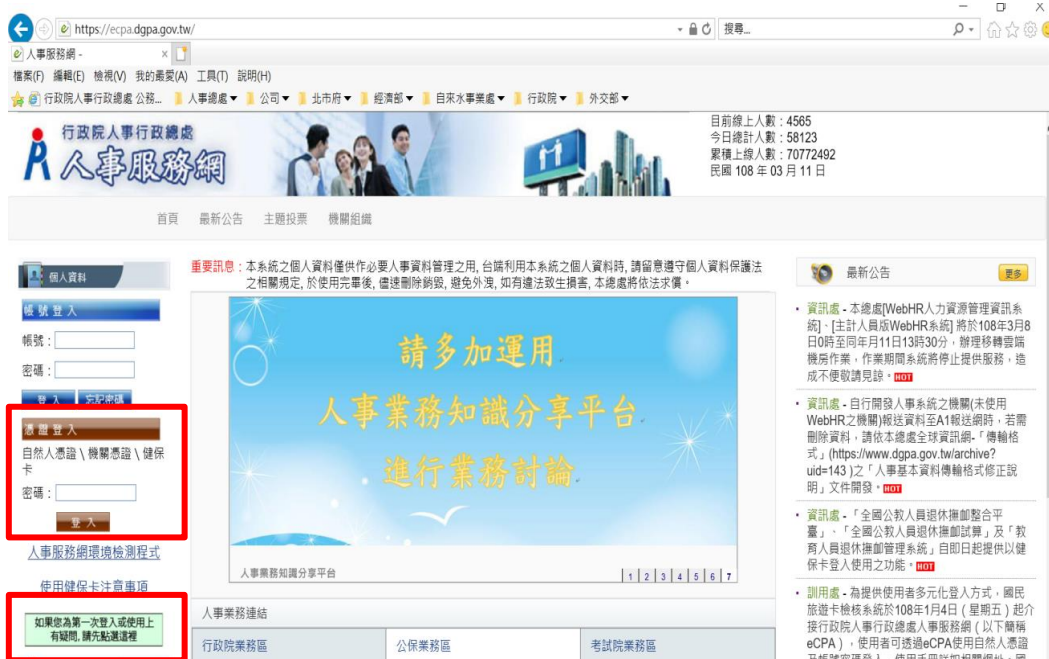 https://ecpa.dgpa.gov.tw/
搜尋...
人事服務網 -
檔案(F) 編輯(E) 檢視(V) 我的最愛(A) 工具(T) 說明(H)
行政院人事行政總處 公務... 人事總處 公司 北市府 經濟部 自來水事業處 行政院 外交部
行政院人事行政總處
人事服務網
目前線上人數：4565
今日總計人數：58123
累積上線人數：70772492
民國 108 年 03 月 11 日
首頁 最新公告 主題投票 機關組織
個人資料
帳號登入
帳號：
密碼：
登入 忘記密碼
憑證登入
自然人憑證 \ 機關憑證 \ 健保
卡
密碼：
登入
人事服務網環境檢測程式
使用健保卡注意事項
如果您為第一次登入或使用上
有疑問, 請先點選這裡
重要訊息：本系統之個人資料僅供作必要人事資料管理之用, 台端利用本系統之個人資料時, 請留意遵守個人資料保護法
之相關規定, 於使用完畢後, 儘速刪除銷毀, 避免外洩, 如有違法致生損害, 本總處將依法求償。
請多加運用
人事業務知識分享平台
進行業務討論
人事業務知識分享平台
1 2 3 4 5 6 7
人事業務連結
行政院業務區 公保業務區 考試院業務區
最新公告 更多
資訊處 - 本總處[WebHR人力資源管理資訊系
統]、[主計人員版WebHR系統] 將於108年3月8
日0時至同年月11日13時30分，辦理移轉雲端
機房作業，作業期間系統將停止提供服務，造
成不便敬請見諒。HOT
資訊處 - 自行開發人事系統之機關(未使用
WebHR之機關)報送資料至A1報送網時，若需
刪除資料，請依本總處全球資訊網-「傳輸格
式」(https://www.dgpa.gov.tw/archive?
uid=143 )之「人事基本資料傳輸格式修正說
明」文件開發。HOT
資訊處 - 「全國公教人員退休撫卹整合平
臺」、「全國公教人員退休撫卹試算」及「教
育人員退休撫卹管理系統」自即日起提供以健
保卡登入使用之功能。HOT
訓用處 - 為提供使用者多元化登入方式，國民
旅遊卡檢核系統於108年1月4日（星期五）起介
接行政院人事行政總處人事服務網（以下簡稱
eCPA），使用者可透過eCPA使用自然人憑證